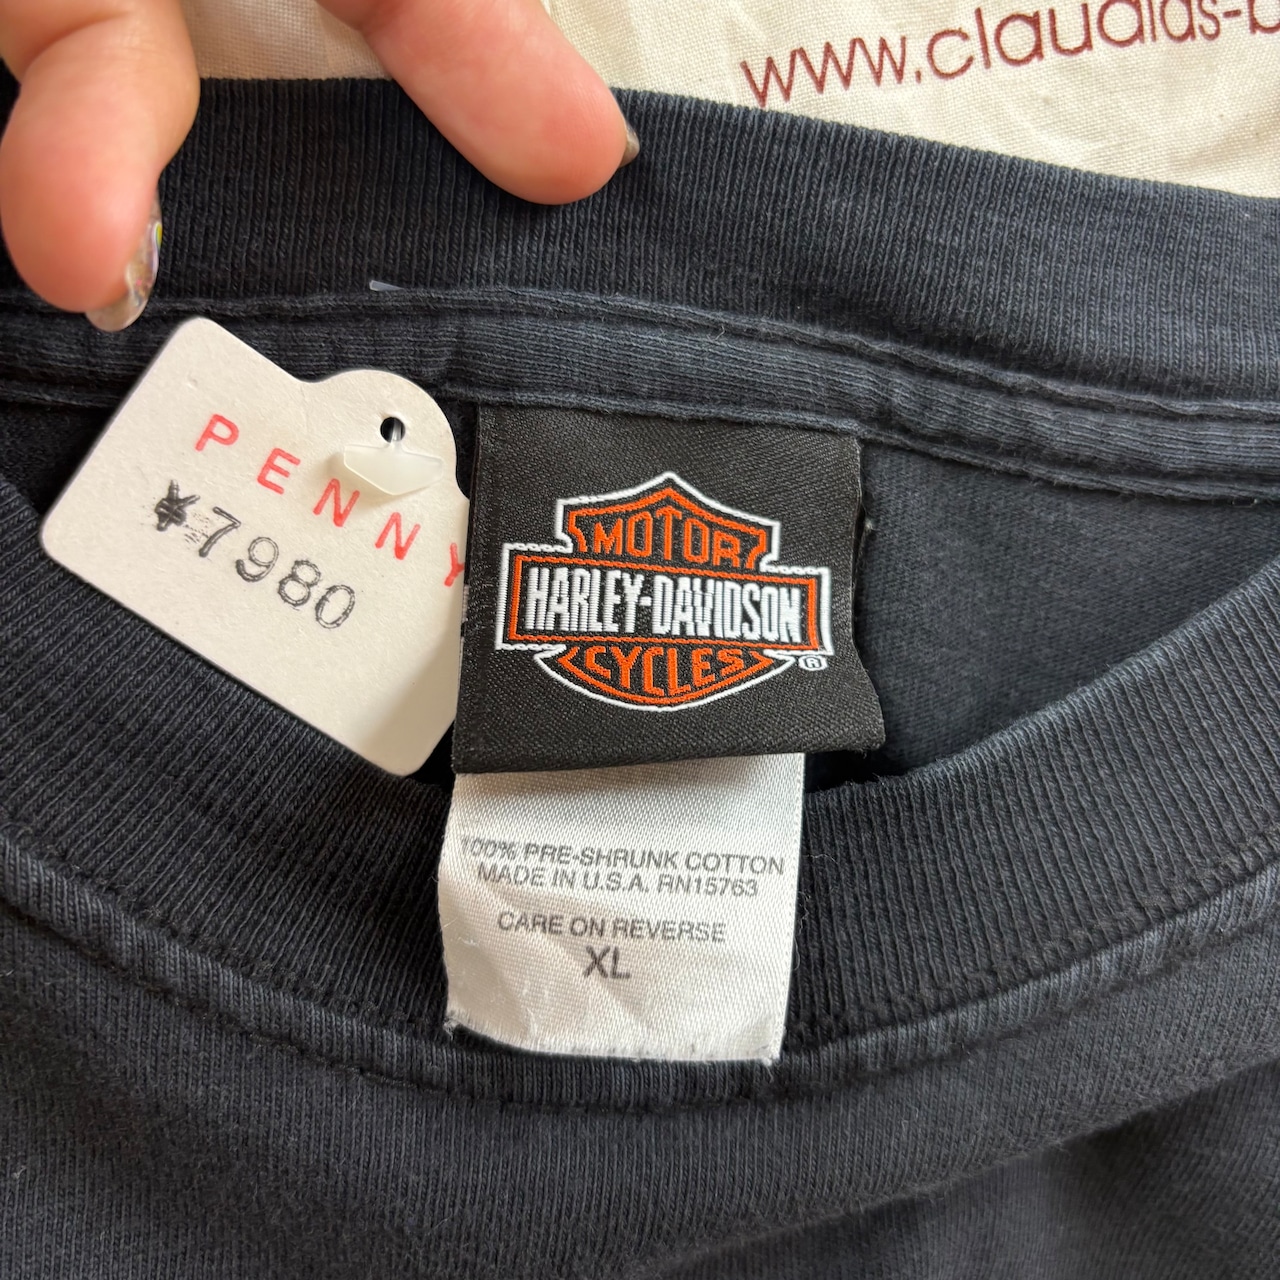 www.claudias-b
PENNY
¥7980
MOTOR
HARLEY-DAVIDSON
CYCLES
®
100% PRE-SHRUNK COTTON
MADE IN U.S.A. RN15763
CARE ON REVERSE
XL